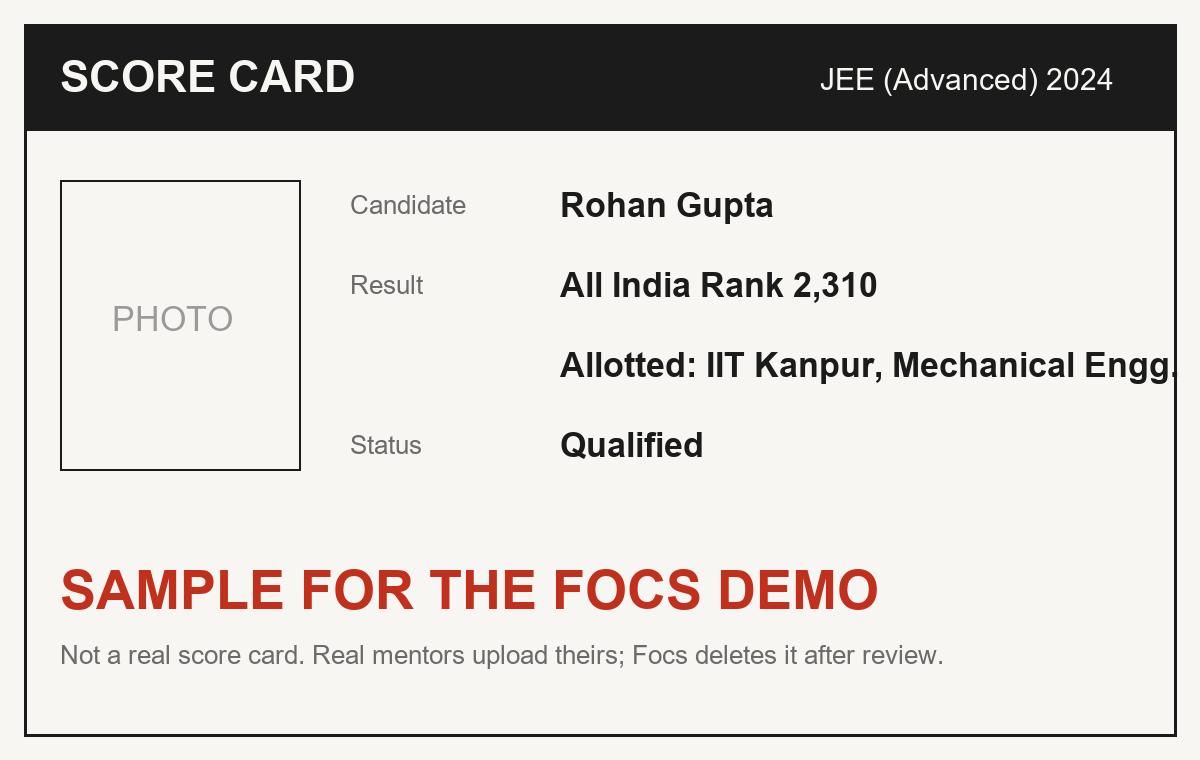 SCORE CARD
JEE (Advanced) 2024
PHOTO
Candidate Rohan Gupta
Result All India Rank 2,310
Allotted: IIT Kanpur, Mechanical Engg.
Status Qualified
SAMPLE FOR THE FOCS DEMO
Not a real score card. Real mentors upload theirs; Focs deletes it after review.